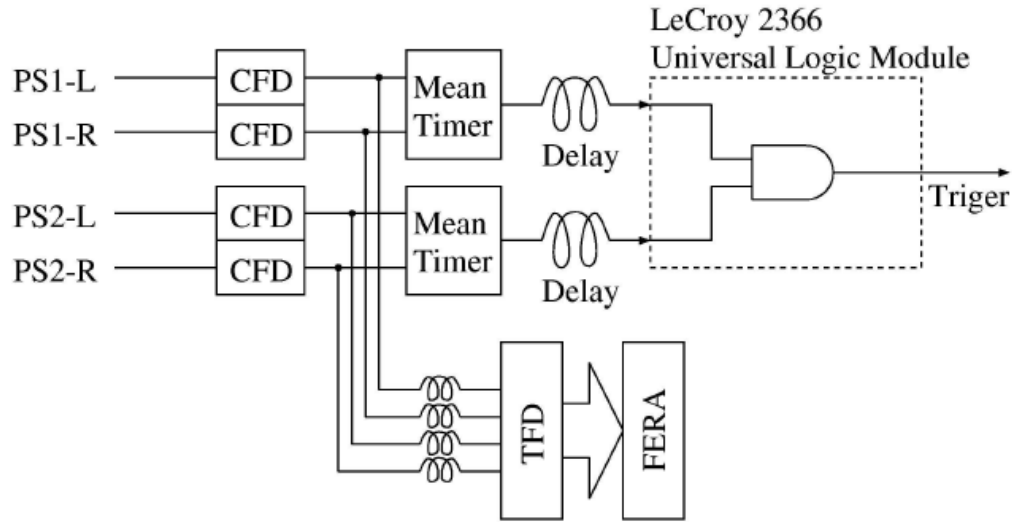 LeCroy 2366
Universal Logic Module
PS1-L
CFD
Mean
Timer
PS1-R
CFD
Delay
Triger
PS2-L
CFD
Mean
Timer
PS2-R
CFD
Delay
TFD
FERA